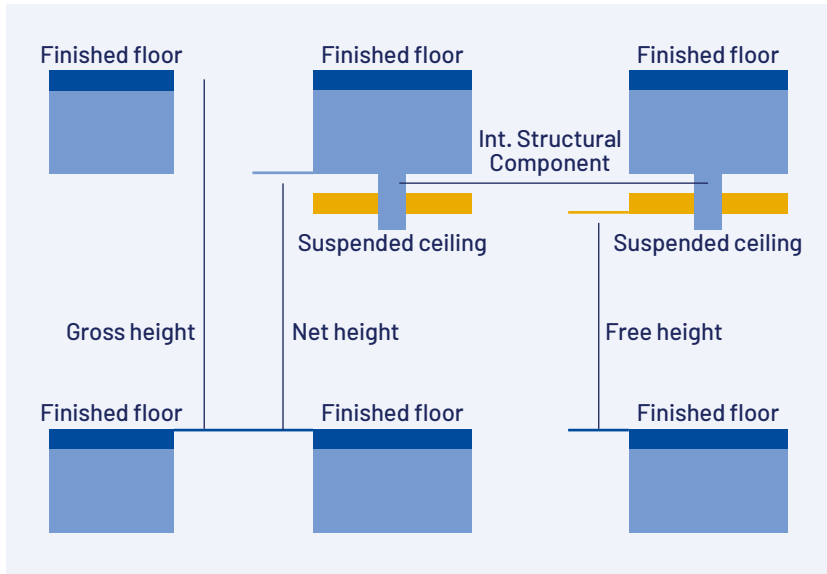 Finished floor
Finished floor
Finished floor
Int. Structural
Component
Suspended ceiling
Suspended ceiling
Gross height
Net height
Free height
Finished floor
Finished floor
Finished floor